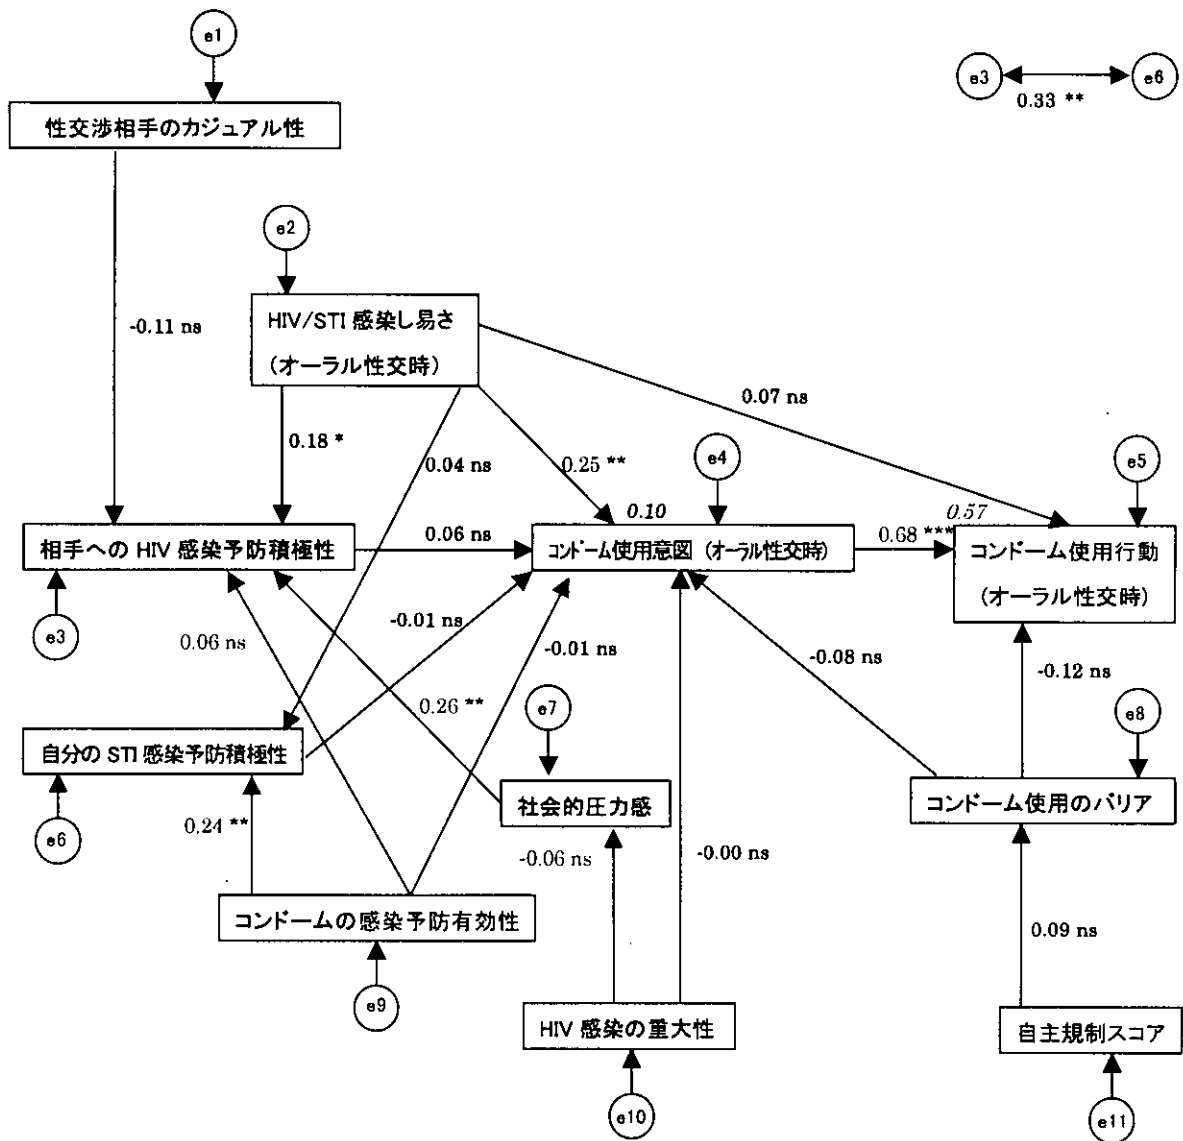 e1
e3
e6
0.33 **
性交渉相手のカジュアル性
e2
-0.11 ns
HIV/STI 感染し易さ
(オーラル性交時)
0.07 ns
0.18 *
0.04 ns
0.25 **
e4
e5
0.10
0.57
相手への HIV 感染予防積極性
0.06 ns
コンドーム使用意図 (オーラル性交時)
0.68 ***
コンドーム使用行動
(オーラル性交時)
e3
0.06 ns
-0.01 ns
-0.01 ns
-0.08 ns
-0.12 ns
0.26 **
e7
e8
自分の STI 感染予防積極性
社会的圧力感
コンドーム使用のバリア
e6
0.24 **
-0.06 ns
-0.00 ns
コンドームの感染予防有効性
0.09 ns
e9
HIV 感染の重大性
自主規制スコア
e10
e11